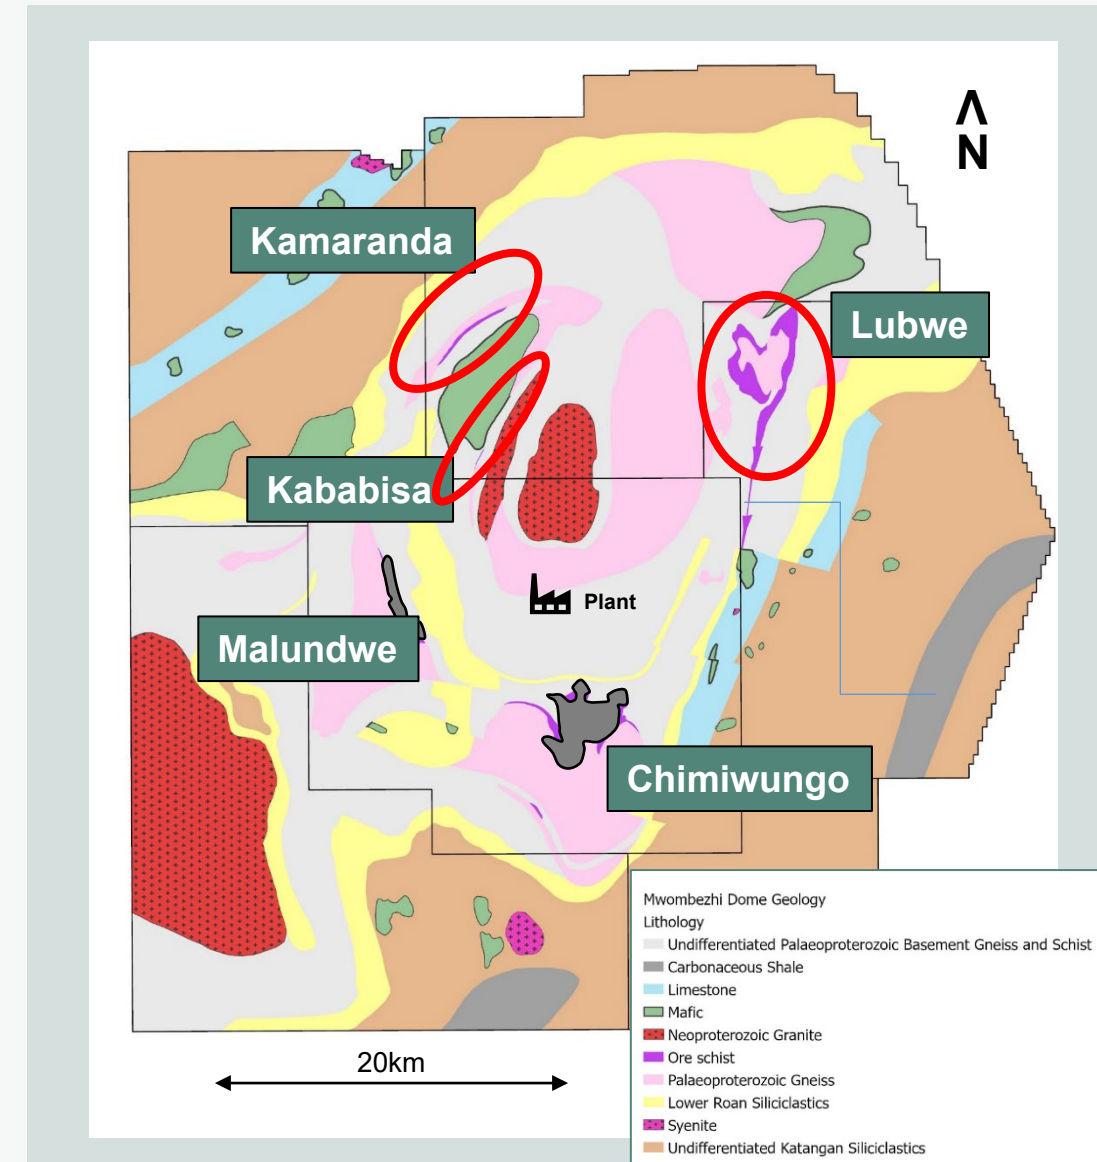 Λ
N
Kamaranda
Lubwe
Kababisa
Plant
Malundwe
Chimiwungo
20km
Mwombezhi Dome Geology
Lithology
Undifferentiated Palaeoproterozoic Basement Gneiss and Schist
Carbonaceous Shale
Limestone
Mafic
Neoproterozoic Granite
Ore schist
Palaeoproterozoic Gneiss
Lower Roan Siliciclastics
Syenite
Undifferentiated Katangan Siliciclastics